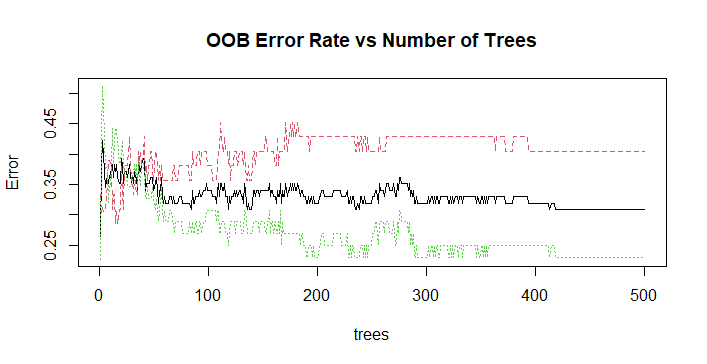 OOB Error Rate vs Number of Trees
Error
0.45
0.35
0.25
0 100 200 300 400 500
trees